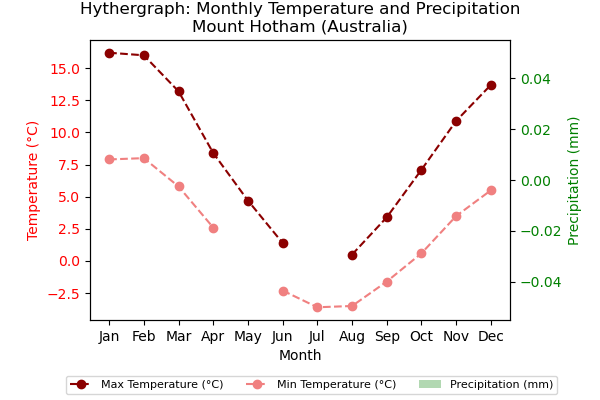 Hythergraph: Monthly Temperature and Precipitation
Mount Hotham (Australia)
15.0
12.5
10.0
7.5
5.0
2.5
0.0
−2.5
Temperature (°C)
0.04
0.02
0.00
−0.02
−0.04
Precipitation (mm)
Jan Feb Mar Apr May Jun Jul Aug Sep Oct Nov Dec
Month
Max Temperature (°C) Min Temperature (°C) Precipitation (mm)